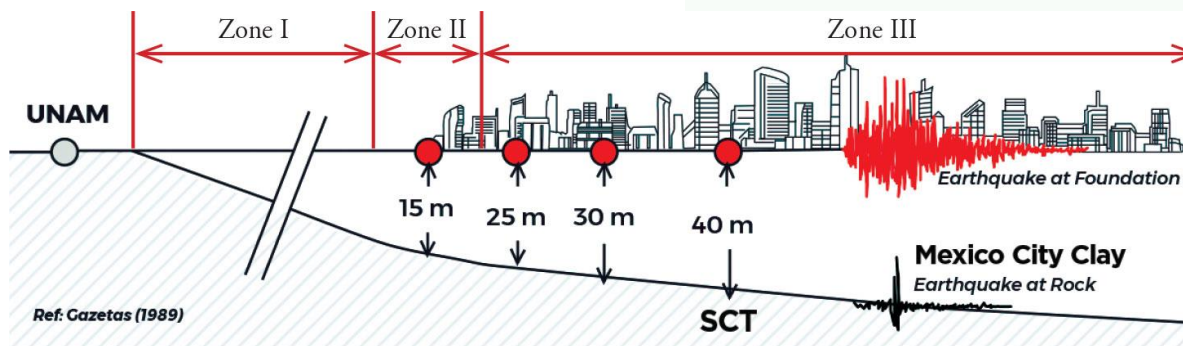 Zone I
Zone II
Zone III
UNAM
15 m
25 m
30 m
40 m
Earthquake at Foundation
Mexico City Clay
Earthquake at Rock
Ref: Gazetas (1989)
SCT